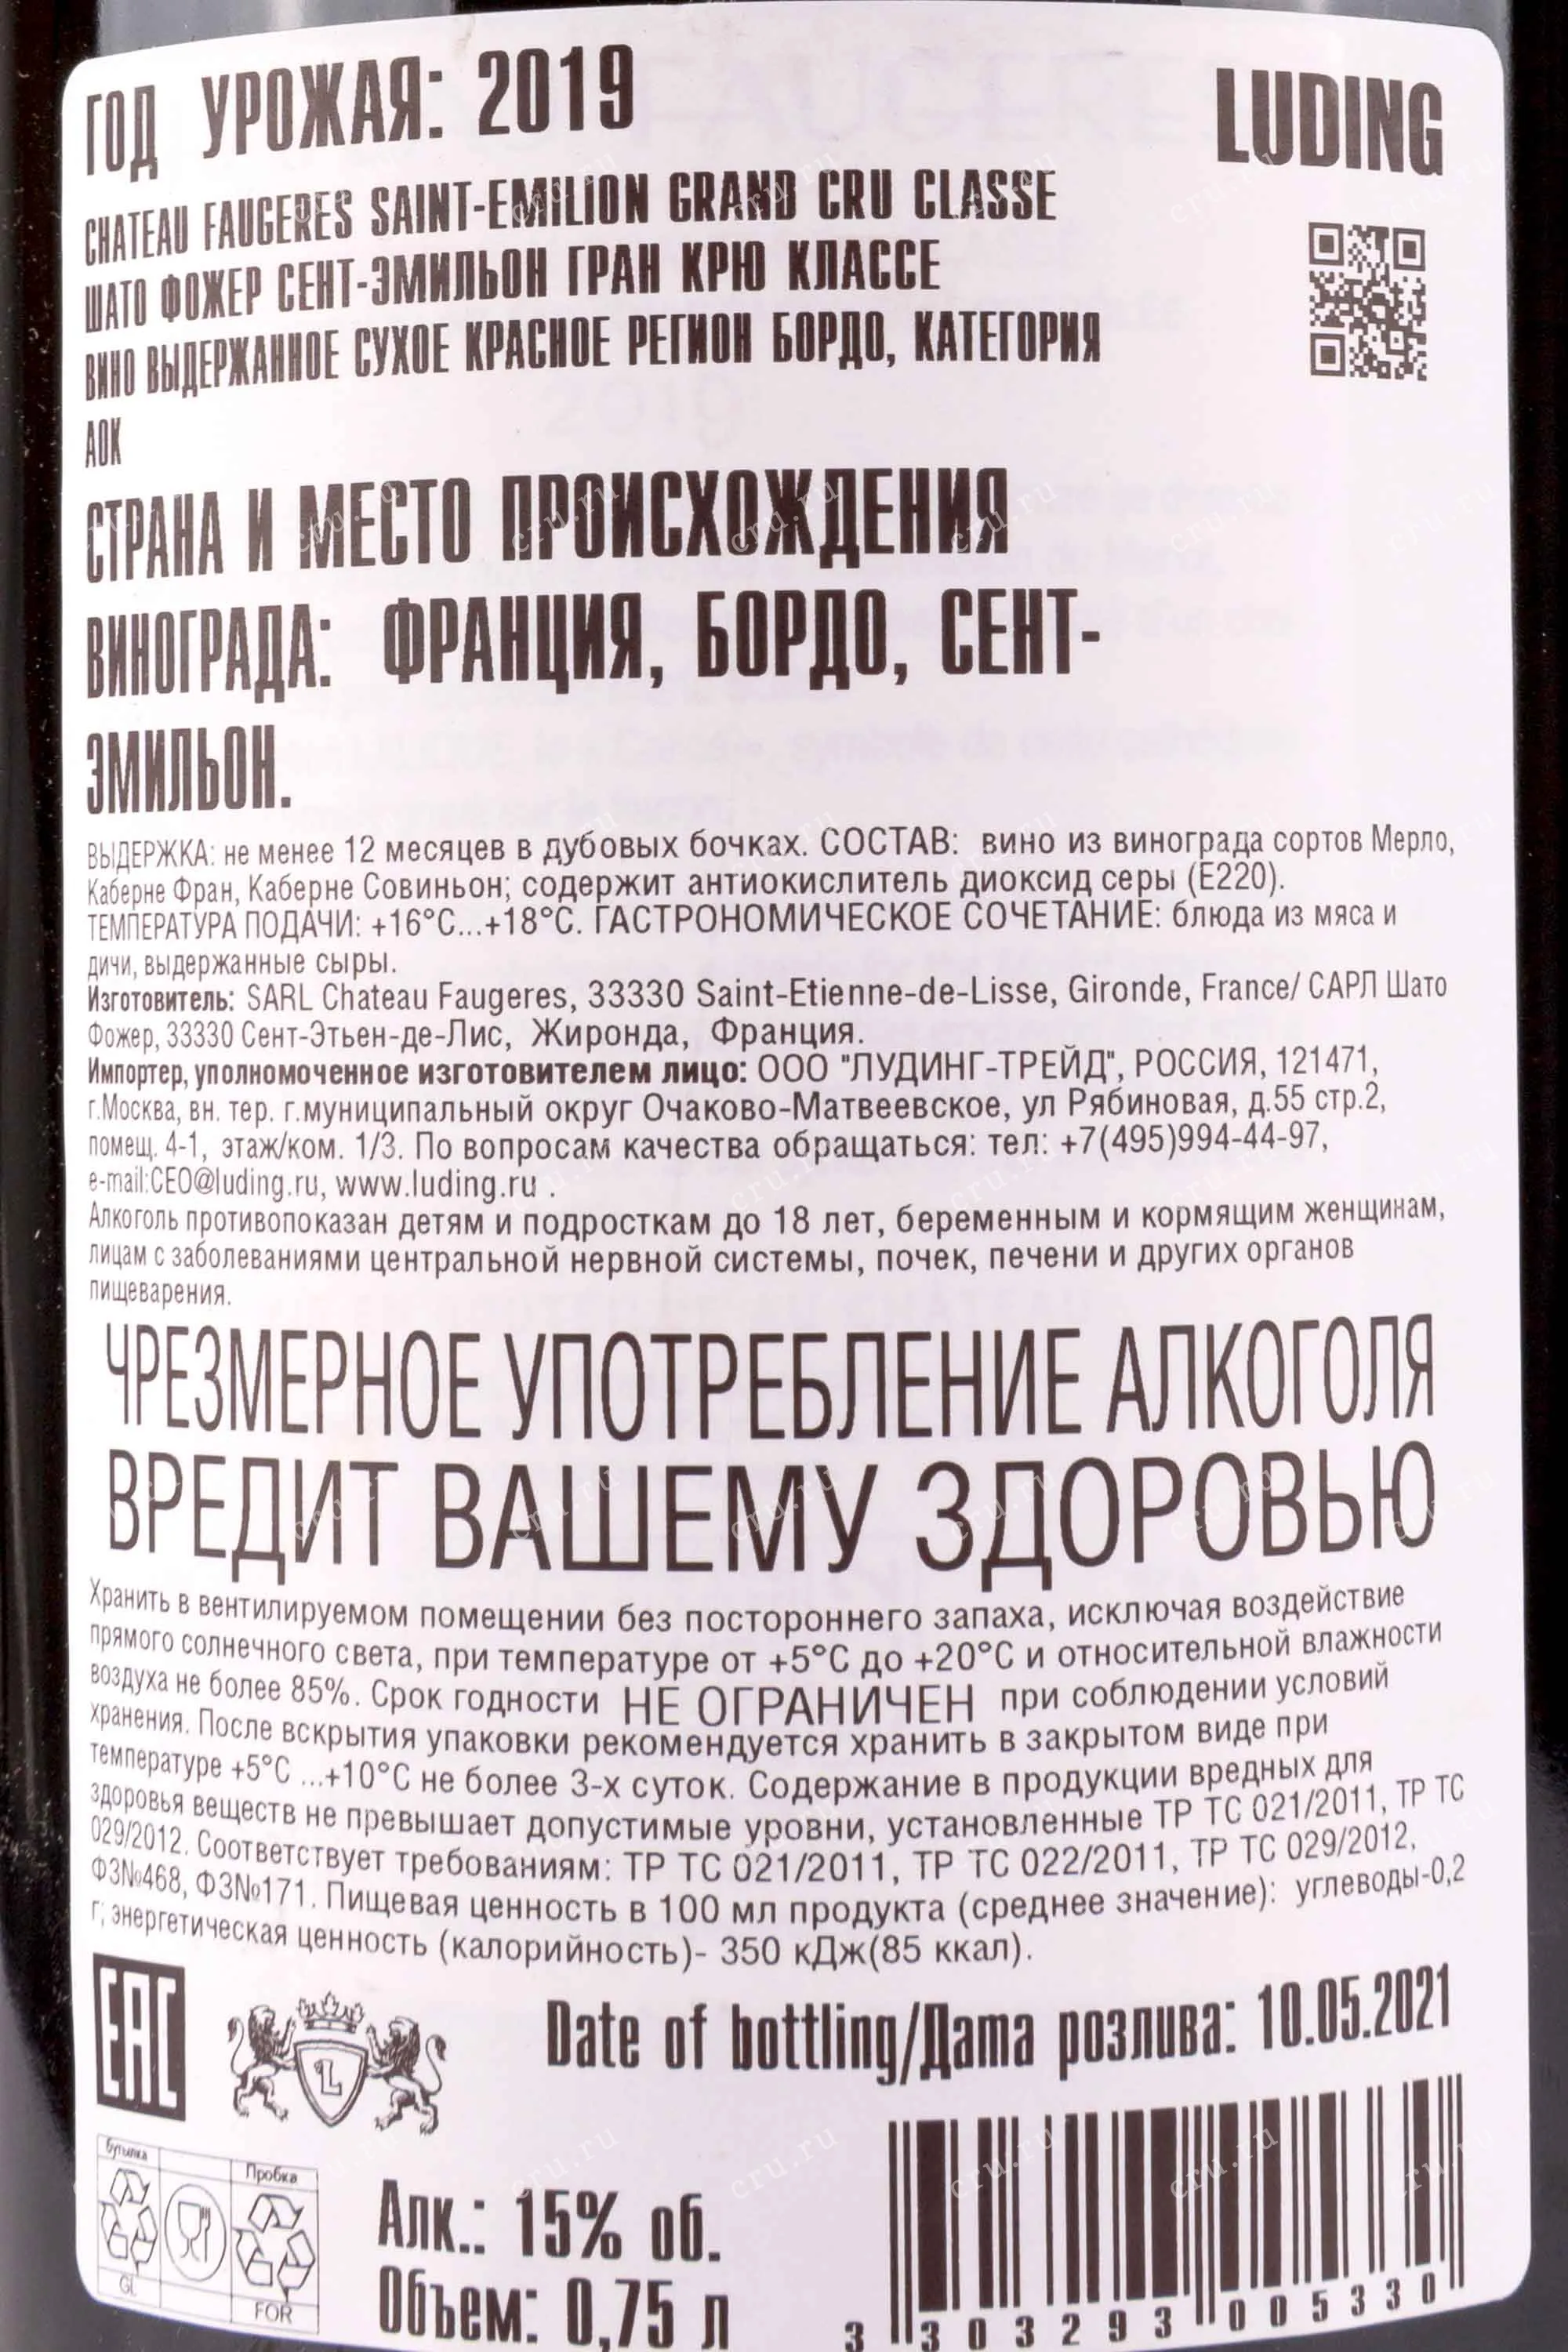 ГОД УРОЖАЯ: 2019
LUDING
CHATEAU FAUGERES SAINT-EMILION GRAND CRU CLASSE
ШАТО ФОЖЕР СЕНТ-ЭМИЛЬОН ГРАН КРЮ КЛАССЕ
ВИНО ВЫДЕРЖАННОЕ СУХОЕ КРАСНОЕ РЕГИОН БОРДО, КАТЕГОРИЯ
АОК
СТРАНА И МЕСТО ПРОИСХОЖДЕНИЯ
ВИНОГРАДА: ФРАНЦИЯ, БОРДО, СЕНТ-
ЭМИЛЬОН.
ВЫДЕРЖКА: не менее 12 месяцев в дубовых бочках. СОСТАВ: вино из винограда сортов Мерло,
Каберне Фран, Каберне Совиньон; содержит антиокислитель диоксид серы (Е220).
ТЕМПЕРАТУРА ПОДАЧИ: +16°С...+18°С. ГАСТРОНОМИЧЕСКОЕ СОЧЕТАНИЕ: блюда из мяса и
дичи, выдержанные сыры.
Изготовитель: SARL Chateau Faugeres, 33330 Saint-Etienne-de-Lisse, Gironde, France/ САРЛ Шато
Фожер, 33330 Сент-Этьен-де-Лис, Жиронда, Франция.
Импортер, уполномоченное изготовителем лицо: ООО "ЛУДИНГ-ТРЕЙД", РОССИЯ, 121471,
г.Москва, вн. тер. г.муниципальный округ Очаково-Матвеевское, ул Рябиновая, д.55 стр.2,
помещ. 4-1, этаж/ком. 1/3. По вопросам качества обращаться: тел: +7(495)994-44-97,
e-mail:CEO@luding.ru, www.luding.ru .
Алкоголь противопоказан детям и подросткам до 18 лет, беременным и кормящим женщинам,
лицам с заболеваниями центральной нервной системы, почек, печени и других органов
пищеварения.
ЧРЕЗМЕРНОЕ УПОТРЕБЛЕНИЕ АЛКОГОЛЯ
ВРЕДИТ ВАШЕМУ ЗДОРОВЬЮ
Хранить в вентилируемом помещении без постороннего запаха, исключая воздействие
прямого солнечного света, при температуре от +5°С до +20°С и относительной влажности
воздуха не более 85%. Срок годности НЕ ОГРАНИЧЕН при соблюдении условий
хранения. После вскрытия упаковки рекомендуется хранить в закрытом виде при
температуре +5°С ...+10°С не более 3-х суток. Содержание в продукции вредных для
здоровья веществ не превышает допустимые уровни, установленные ТР ТС 021/2011, ТР ТС
029/2012. Соответствует требованиям: ТР ТС 021/2011, ТР ТС 022/2011, ТР ТС 029/2012,
ФЗ№468, ФЗ№171. Пищевая ценность в 100 мл продукта (среднее значение): углеводы-0,2
г; энергетическая ценность (калорийность)- 350 кДж(85 ккал).
EAC
L
Date of bottling/Дата розлива: 10.05.2021
бутылка
Пробка
GL
FOR
Алк.: 15% об.
Объем: 0,75 л
3 303293 005330